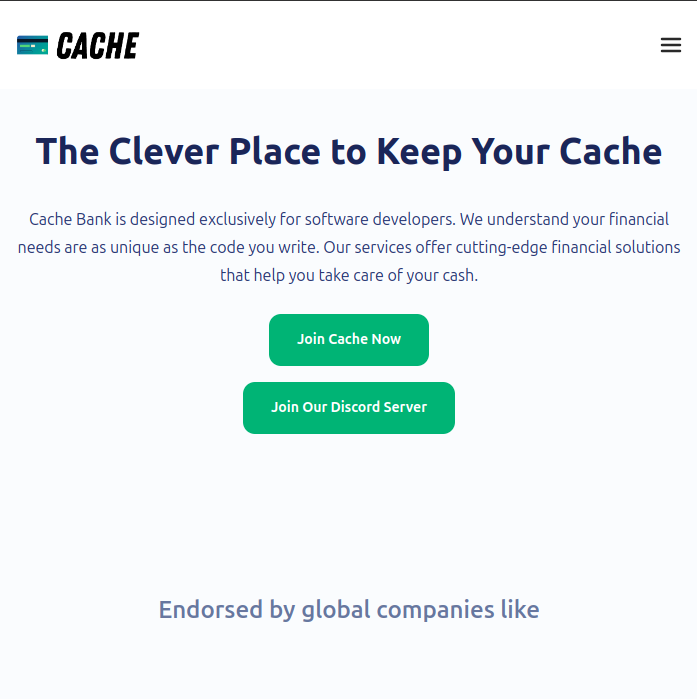 CACHE
The Clever Place to Keep Your Cache
Cache Bank is designed exclusively for software developers. We understand your financial
needs are as unique as the code you write. Our services offer cutting-edge financial solutions
that help you take care of your cash.
Join Cache Now
Join Our Discord Server
Endorsed by global companies like